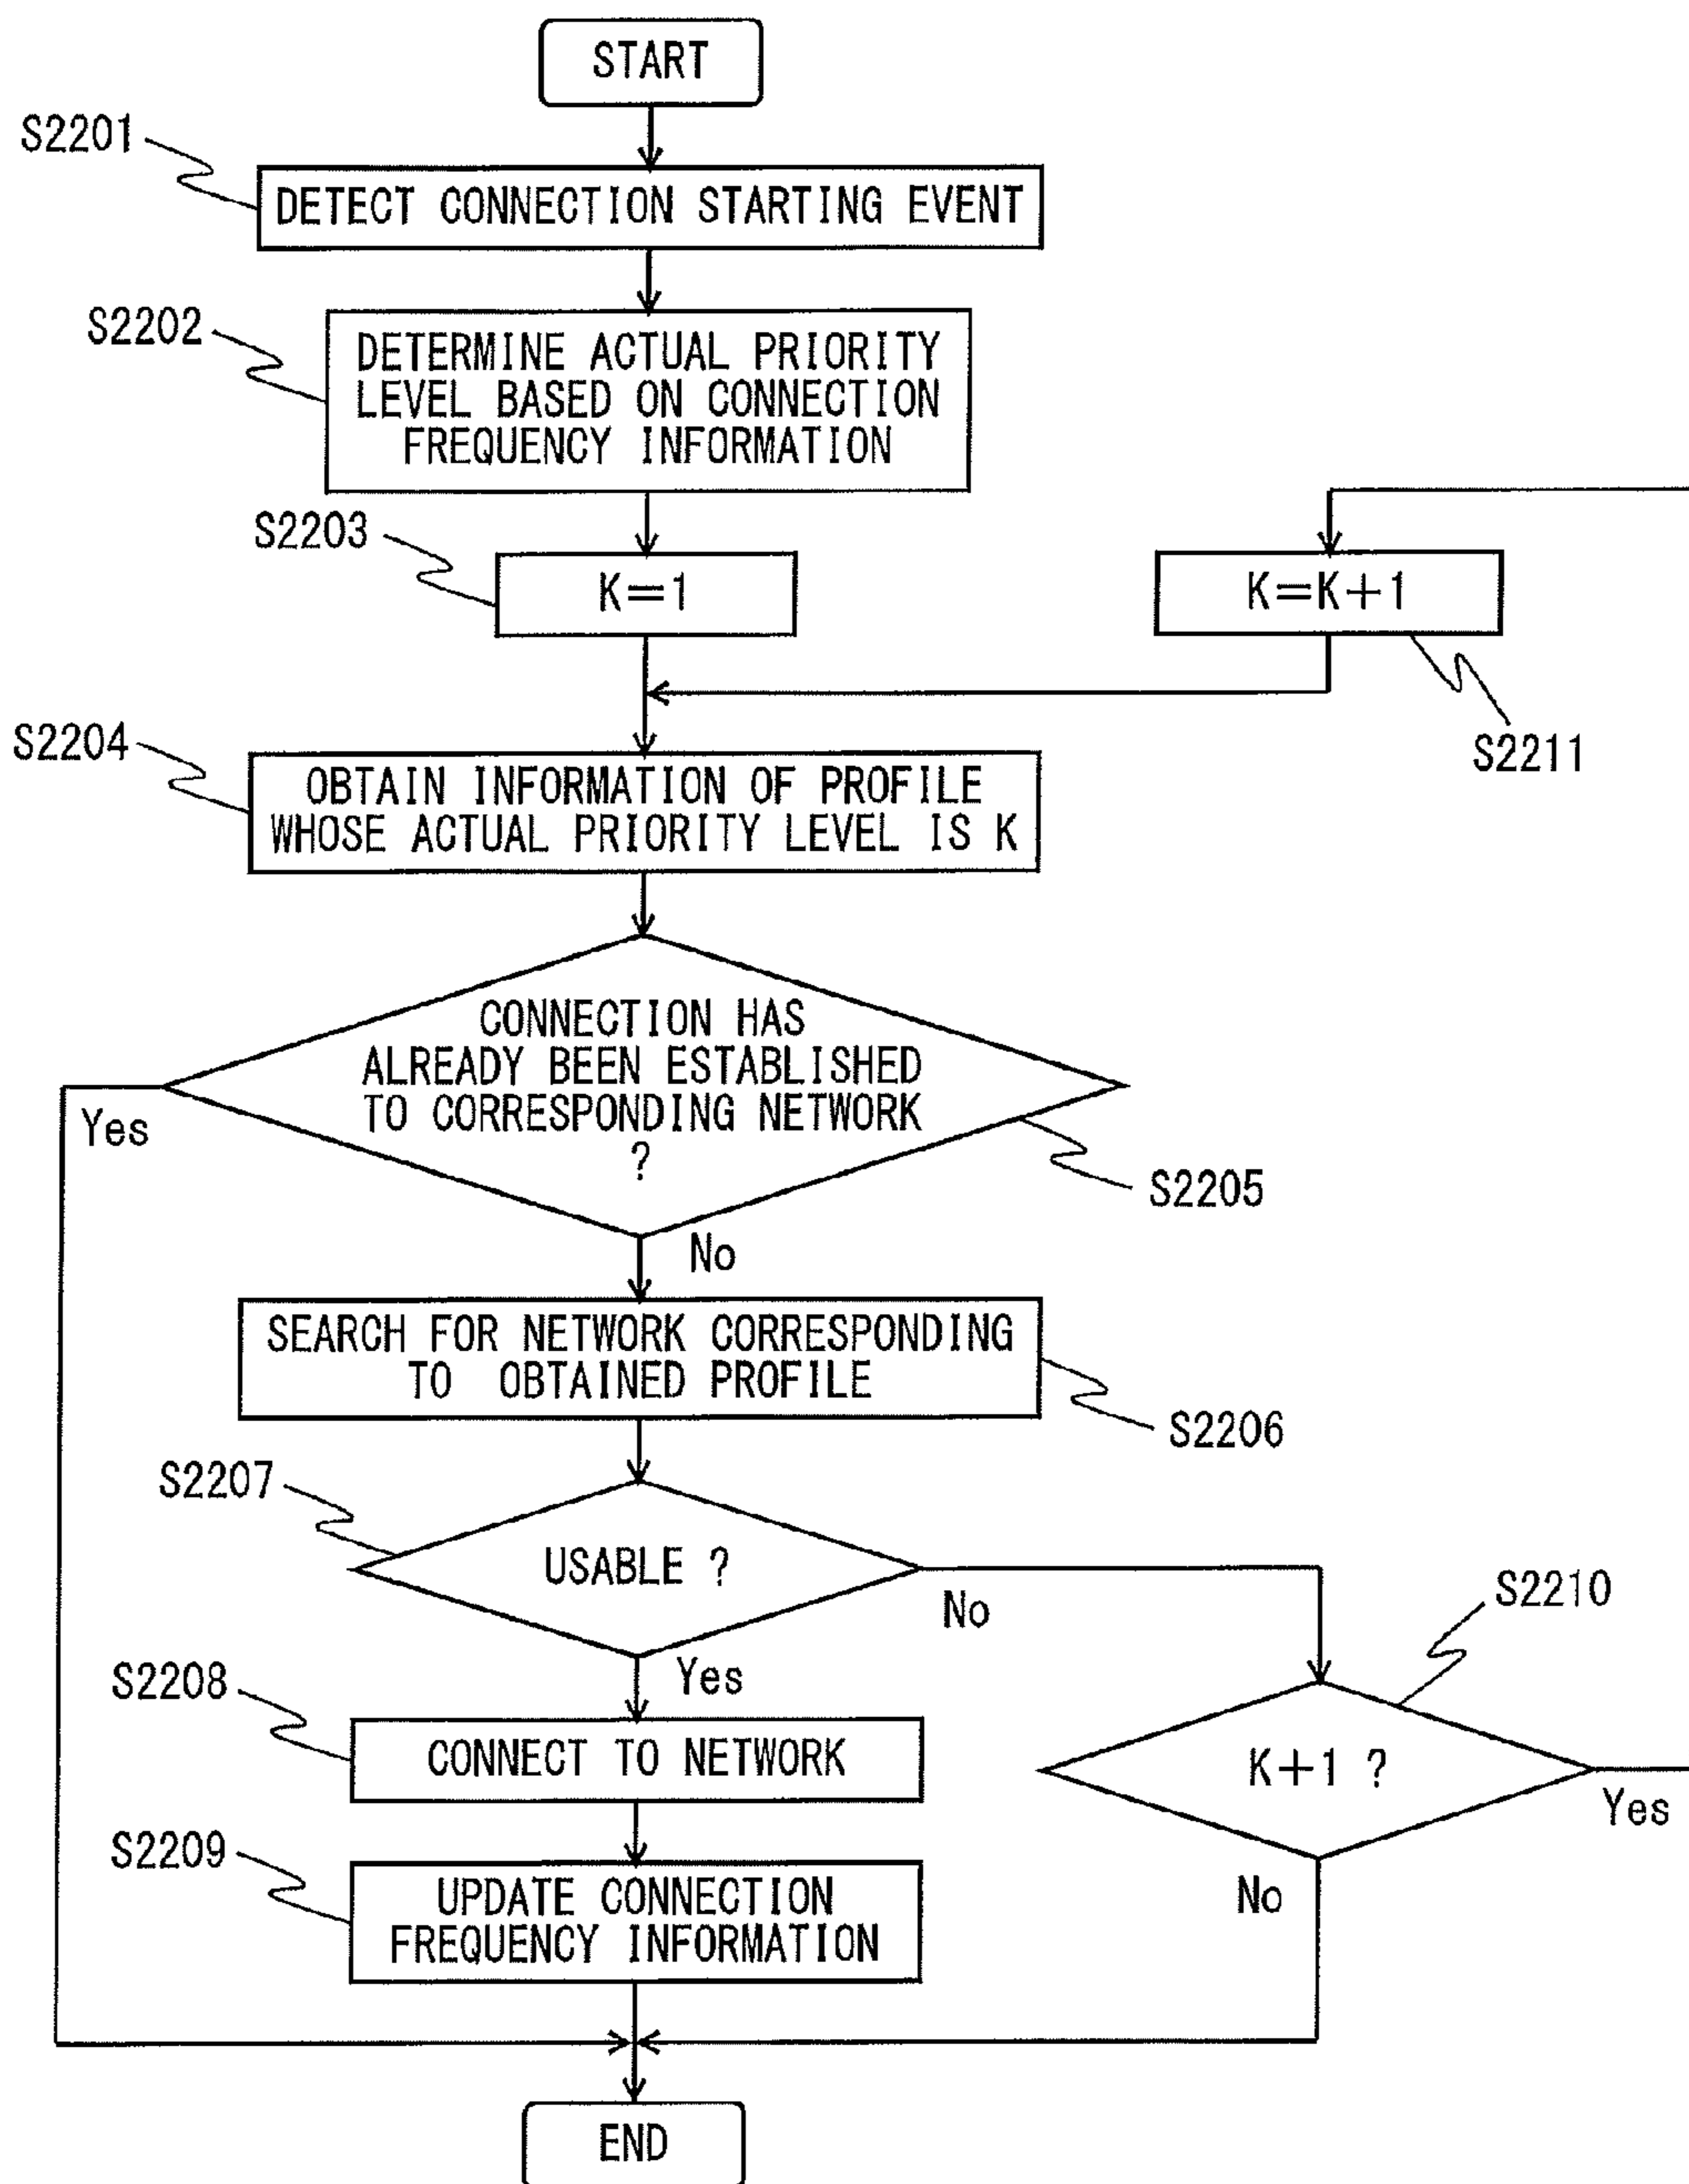 START
S2201
DETECT CONNECTION STARTING EVENT
S2202
DETERMINE ACTUAL PRIORITY
LEVEL BASED ON CONNECTION
FREQUENCY INFORMATION
S2203
K=1
K=K+1
S2211
S2204
OBTAIN INFORMATION OF PROFILE
WHOSE ACTUAL PRIORITY LEVEL IS K
CONNECTION HAS
ALREADY BEEN ESTABLISHED
TO CORRESPONDING NETWORK
?
Yes
S2205
No
SEARCH FOR NETWORK CORRESPONDING
TO OBTAINED PROFILE
S2206
S2207
USABLE ?
No
Yes
S2210
K+1 ?
Yes
No
S2208
CONNECT TO NETWORK
S2209
UPDATE CONNECTION
FREQUENCY INFORMATION
END